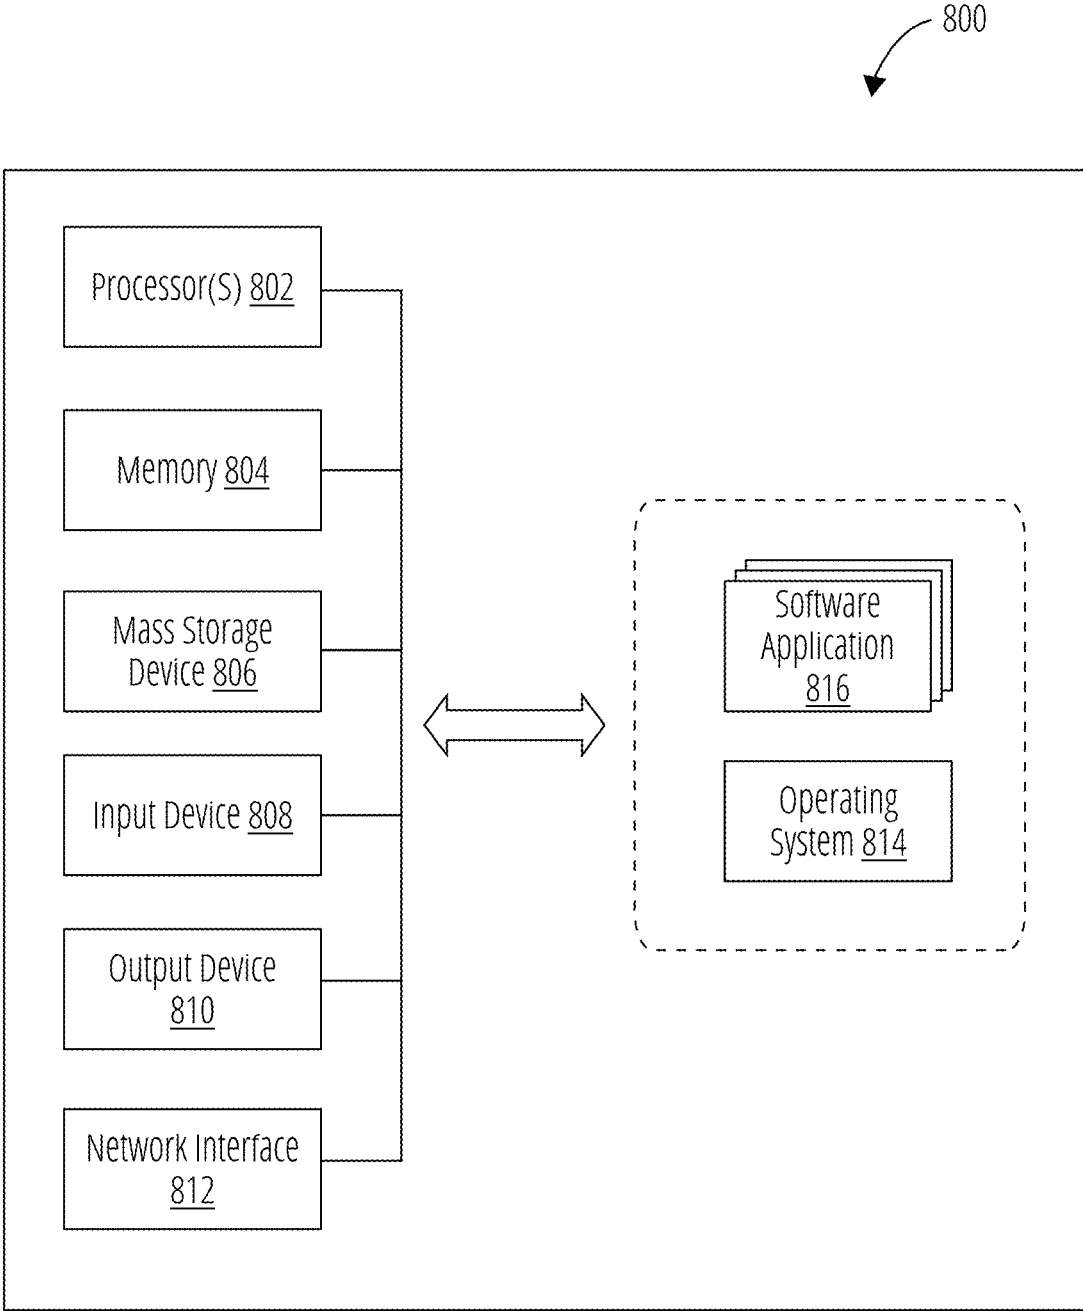 800
Processor(S) 802
Memory 804
Mass Storage
Device 806
Input Device 808
Output Device
810
Network Interface
812
Software
Application
816
Operating
System 814